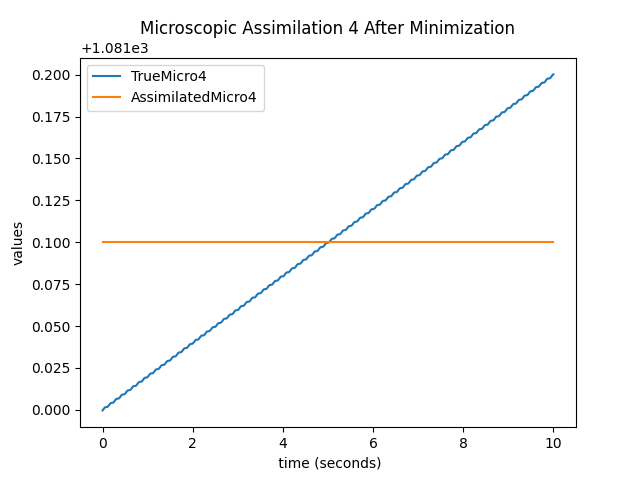 Microscopic Assimilation 4 After Minimization
+1.081e3
TrueMicro4
AssimilatedMicro4
0.200
0.175
0.150
0.125
0.100
0.075
0.050
0.025
0.000
values
0 2 4 6 8 10
time (seconds)